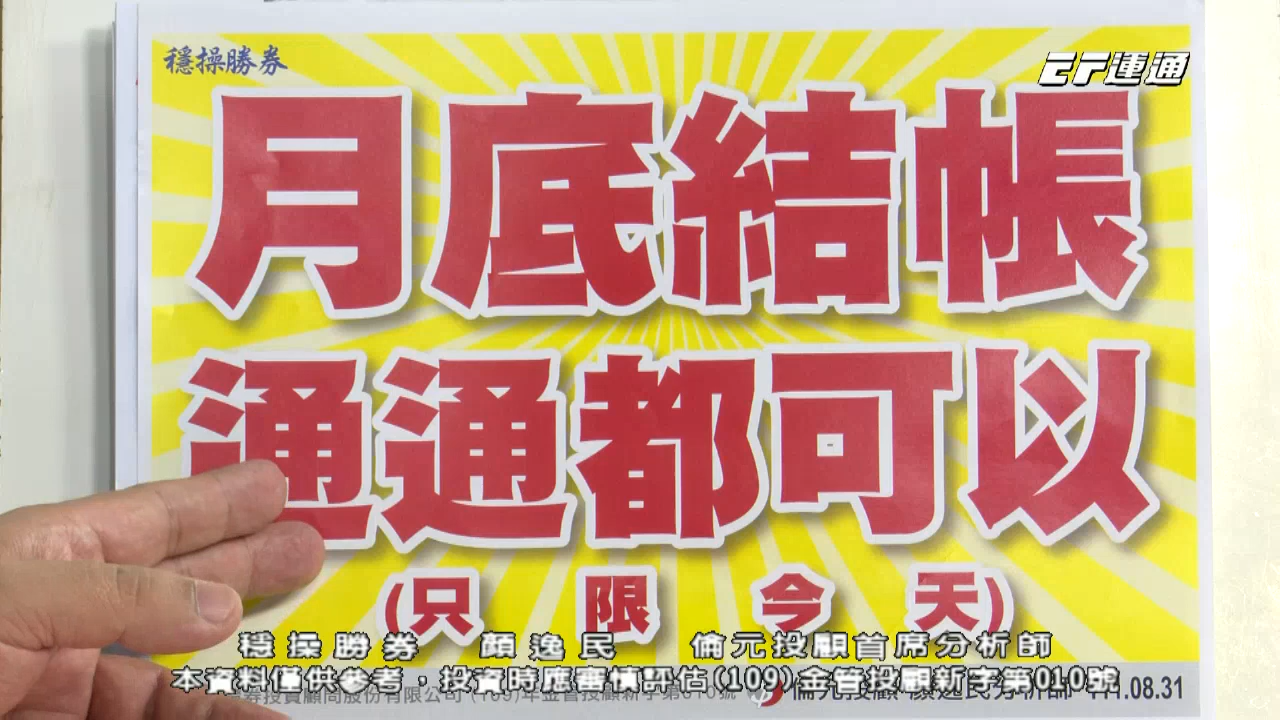 穩操勝券
EF運通
月底結帳
通通都可以
(只限今天)
穩操勝券 顏逸民 倫元投顧首席分析師
本資料僅供參考，投資時應審慎評估(109)金管投顧新字第010號
.08.31